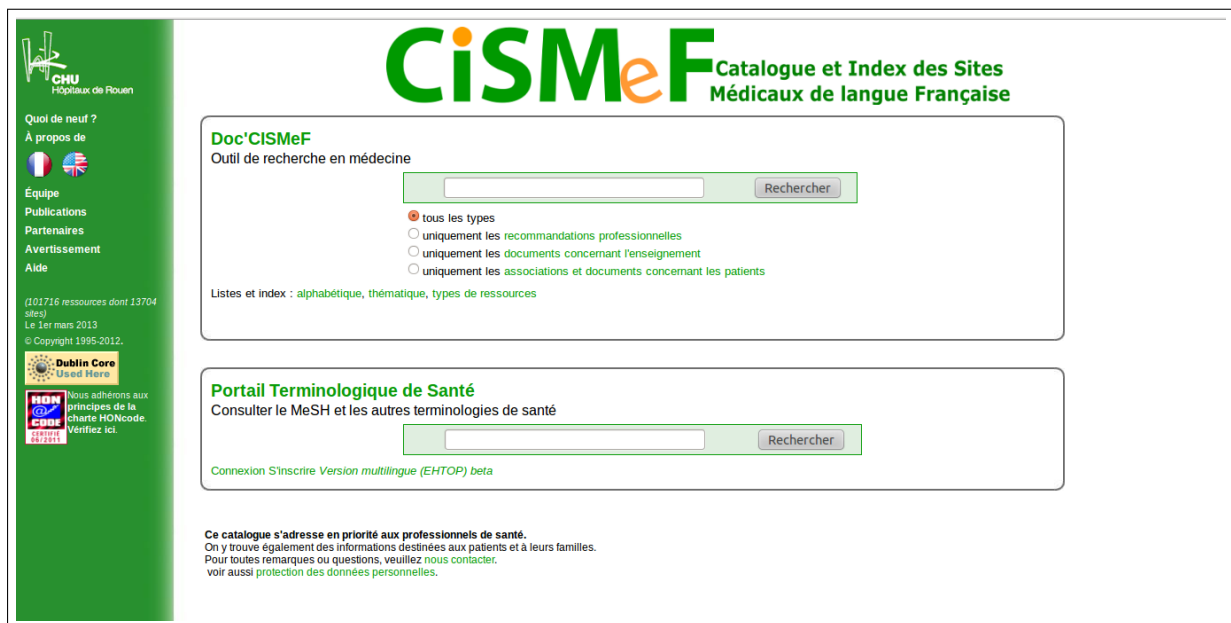 CHU
Hôpitaux de Rouen
Quoi de neuf ?
À propos de
Équipe
Publications
Partenaires
Avertissement
Aide
(101716 ressources dont 13704
sites)
Le 1er mars 2013
© Copyright 1995-2012.
Dublin Core
Used Here
HON
@
CODE
CERTIFIÉ
06/2011
Nous adhérons aux
principes de la
charte HONcode.
Vérifiez ici.
CiSMeF
Catalogue et Index des Sites
Médicaux de langue Française
Doc'CISMeF
Outil de recherche en médecine
Rechercher
tous les types
uniquement les recommandations professionnelles
uniquement les documents concernant l'enseignement
uniquement les associations et documents concernant les patients
Listes et index : alphabétique, thématique, types de ressources
Portail Terminologique de Santé
Consulter le MeSH et les autres terminologies de santé
Rechercher
Connexion S'inscrire Version multilingue (EHTOP) beta
Ce catalogue s'adresse en priorité aux professionnels de santé.
On y trouve également des informations destinées aux patients et à leurs familles.
Pour toutes remarques ou questions, veuillez nous contacter.
voir aussi protection des données personnelles.